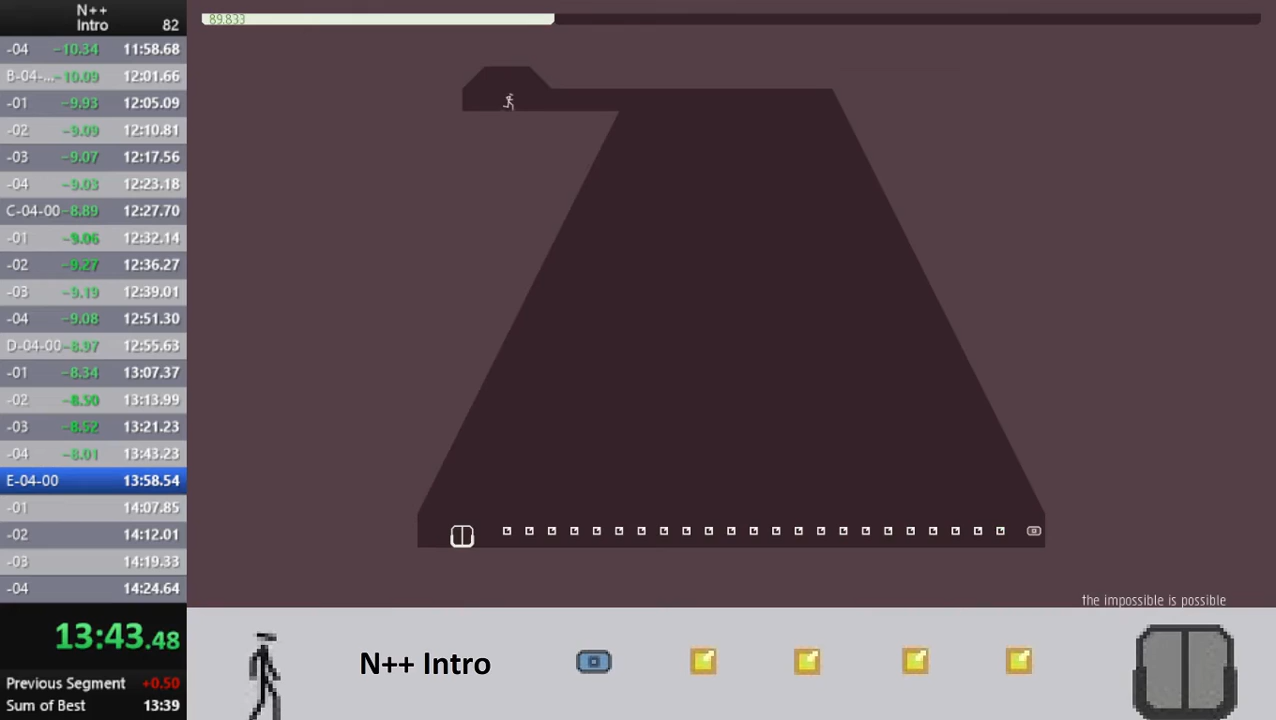 N++
Intro 82
-04 -10.34 11:58.68
B-04-... -10.09 12:01.66
-01 -9.93 12:05.09
-02 -9.09 12:10.81
-03 -9.07 12:17.56
-04 -9.03 12:23.18
C-04-00 -8.89 12:27.70
-01 -9.06 12:32.14
-02 -9.27 12:36.27
-03 -9.19 12:39.01
-04 -9.08 12:51.30
D-04-00 -8.97 12:55.63
-01 -8.34 13:07.37
-02 -8.50 13:13.99
-03 -8.52 13:21.23
-04 -8.01 13:43.23
E-04-00 13:58.54
-01 14:07.85
-02 14:12.01
-03 14:19.33
-04 14:24.64
13:43.48
Previous Segment +0.50
Sum of Best 13:39
89.833
the impossible is possible
N++ Intro